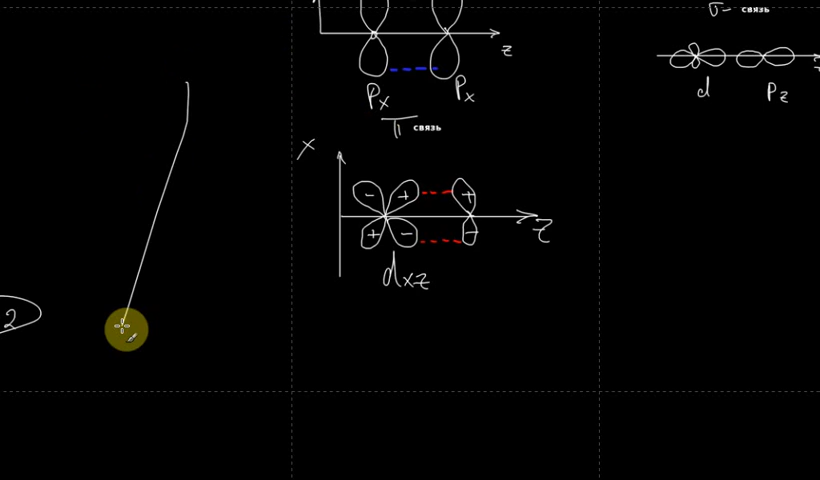 z
Px Px
π связь
x
- + +
+ - -
z
dxz
2
σ- связь
z
d Pz